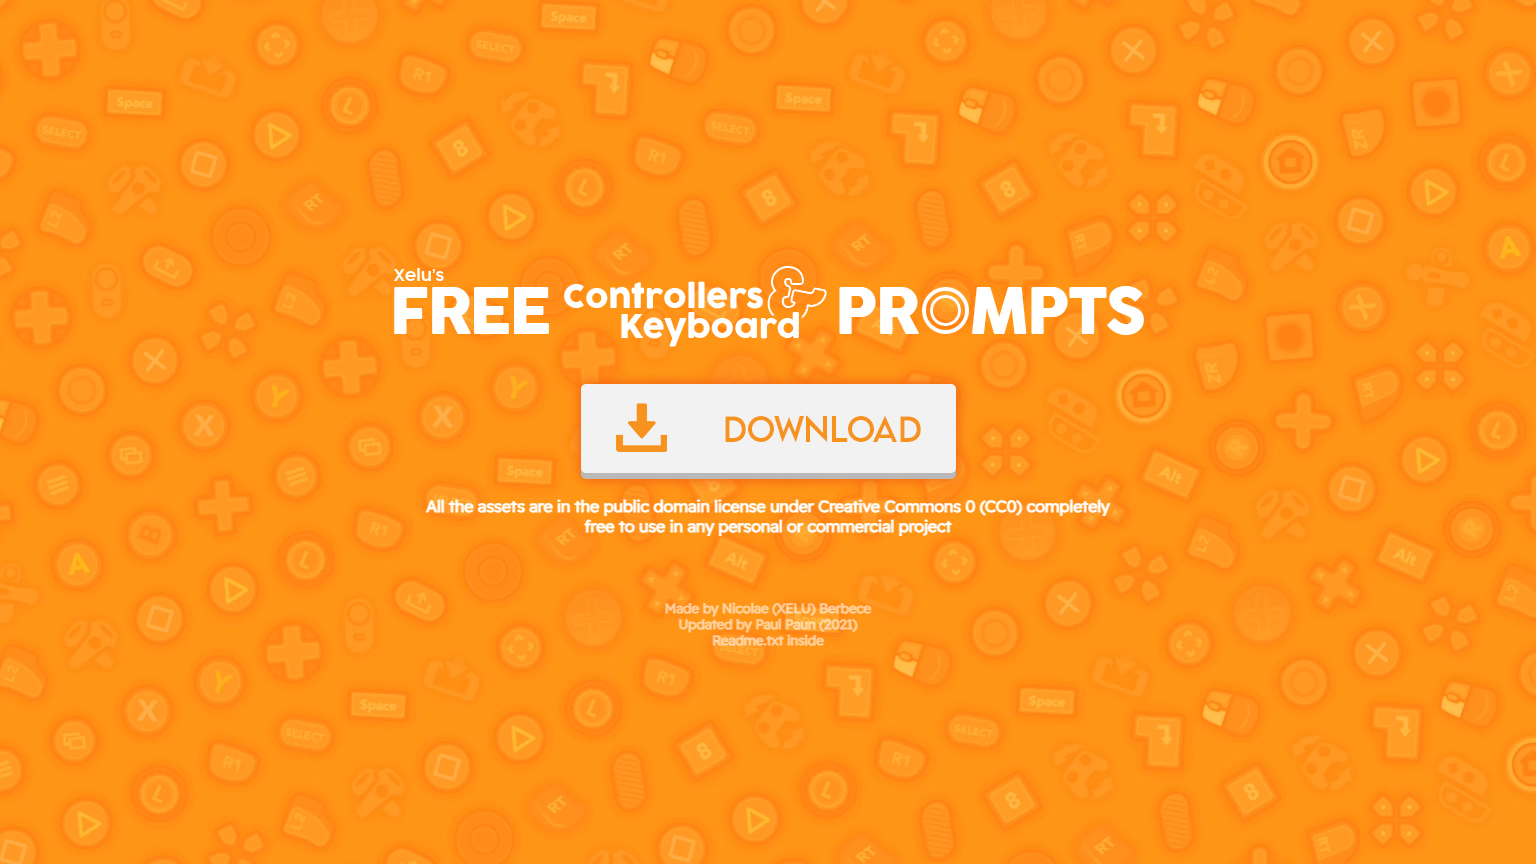 Xelu's
FREE Controllers & Keyboard PROMPTS
DOWNLOAD
All the assets are in the public domain license under Creative Commons 0 (CC0) completely
free to use in any personal or commercial project
Made by Nicolae (XELU) Berbece
Updated by Paul Paun (2021)
Readme.txt inside